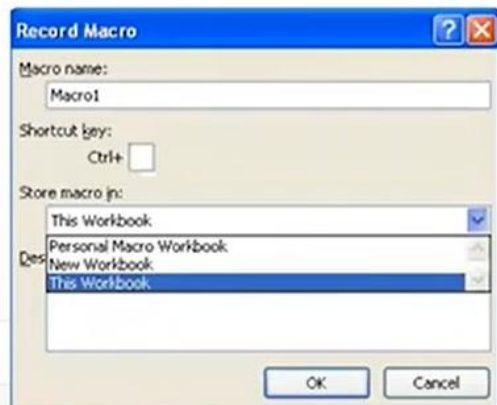 Record Macro
Macro name:
Macro1
Shortcut key:
Ctrl+
Store macro in:
This Workbook
Personal Macro Workbook
Des
New Workbook
This Workbook
OK
Cancel